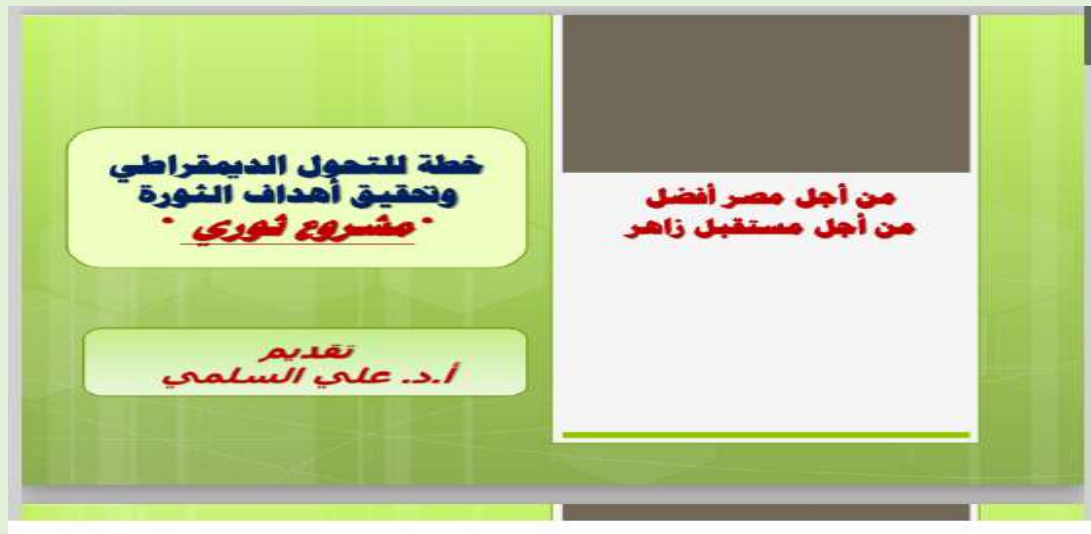 من أجل مصر أفضل
من أجل مستقبل زاهر
خطة للتحول الديمقراطي
وتحقيق أهداف الثورة
" مشروع ثوري "
تقديم
أ.د. علي السلمي